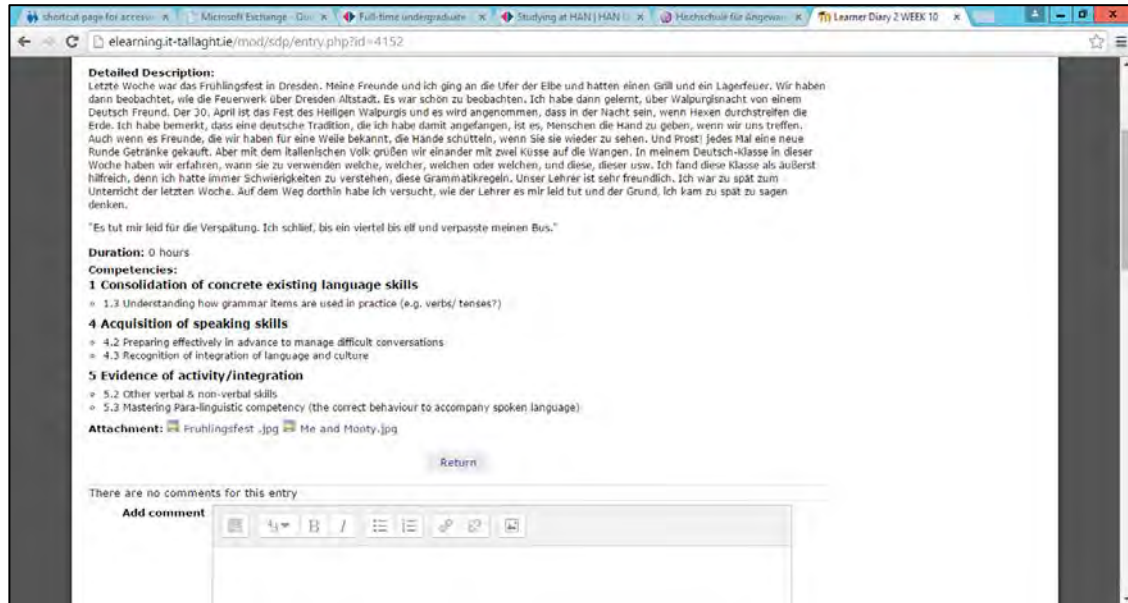 shortcut page for accessi
Microsoft Exchange - Out
Full-time undergraduate
Studying at HAN | HAN U
Hochschule für Angewan
Learner Diary 2 WEEK 10
elearning.it-tallaght.ie/mod/sdp/entry.php?id=4152
Detailed Description:
Letzte Woche war das Frühlingsfest in Dresden. Meine Freunde und ich ging an die Ufer der Elbe und hatten einen Grill und ein Lagerfeuer. Wir haben
dann beobachtet, wie die Feuerwerk über Dresden Altstadt. Es war schön zu beobachten. Ich habe dann gelernt, über Walpurgisnacht von einem
Deutsch Freund. Der 30. April ist das Fest des Heiligen Walpurgis und es wird angenommen, dass in der Nacht sein, wenn Hexen durchstreifen die
Erde. Ich habe bemerkt, dass eine deutsche Tradition, die ich habe damit angefangen, ist es, Menschen die Hand zu geben, wenn wir uns treffen.
Auch wenn es Freunde, die wir haben für eine Weile bekannt, die Hände schütteln, wenn Sie sie wieder zu sehen. Und Prost! jedes Mal eine neue
Runde Getränke gekauft. Aber mit dem italienischen Volk grüßen wir einander mit zwei Küsse auf die Wangen. In meinem Deutsch-Klasse in dieser
Woche haben wir erfahren, wann sie zu verwenden welche, welcher, welchen oder welchen, und diese, dieser usw. Ich fand diese Klasse als äußerst
hilfreich, denn ich hatte immer Schwierigkeiten zu verstehen, diese Grammatikregeln. Unser Lehrer ist sehr freundlich. Ich war zu spät zum
Unterricht der letzten Woche. Auf dem Weg dorthin habe ich versucht, wie der Lehrer es mir leid tut und der Grund, ich kam zu spät zu sagen
denken.
"Es tut mir leid für die Verspätung. Ich schlief, bis ein viertel bis elf und verpasste meinen Bus."
Duration: 0 hours
Competencies:
1 Consolidation of concrete existing language skills
1.3 Understanding how grammar items are used in practice (e.g. verbs/ tenses?)
4 Acquisition of speaking skills
4.2 Preparing effectively in advance to manage difficult conversations
4.3 Recognition of integration of language and culture
5 Evidence of activity/integration
5.2 Other verbal & non-verbal skills
5.3 Mastering Para-linguistic competency (the correct behaviour to accompany spoken language)
Attachment: Fruhlingsfest .jpg Me and Monty.jpg
Return
There are no comments for this entry
Add comment
B I